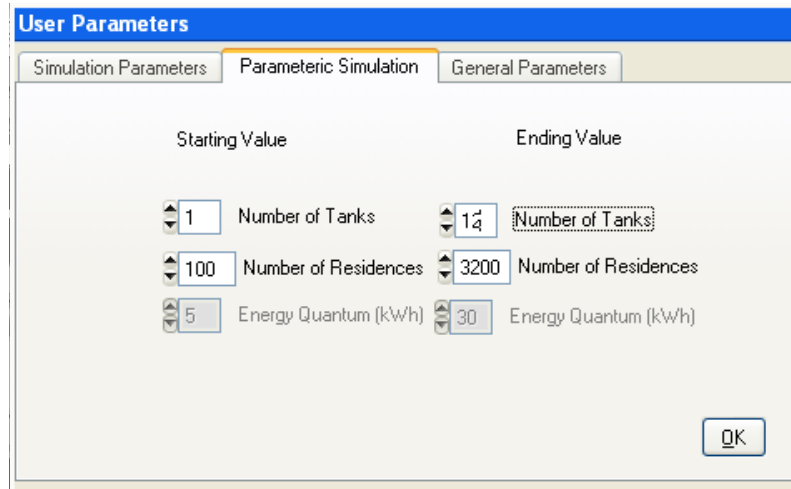 User Parameters
Simulation Parameters Parameteric Simulation General Parameters
Starting Value Ending Value
1 Number of Tanks Number of Tanks
100 Number of Residences 3200 Number of Residences
5 Energy Quantum (kWh) 30 Energy Quantum (kWh)
OK